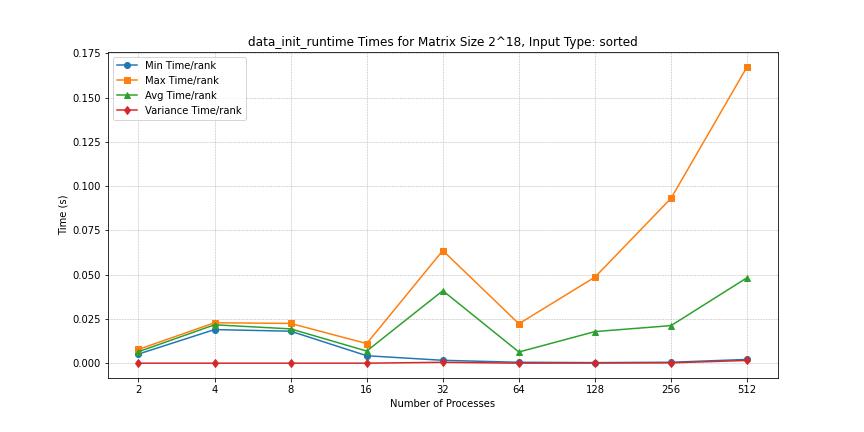 data_init_runtime Times for Matrix Size 2^18, Input Type: sorted
Min Time/rank
Max Time/rank
Avg Time/rank
Variance Time/rank
Time (s)
0.175
0.150
0.125
0.100
0.075
0.050
0.025
0.000
2 4 8 16 32 64 128 256 512
Number of Processes